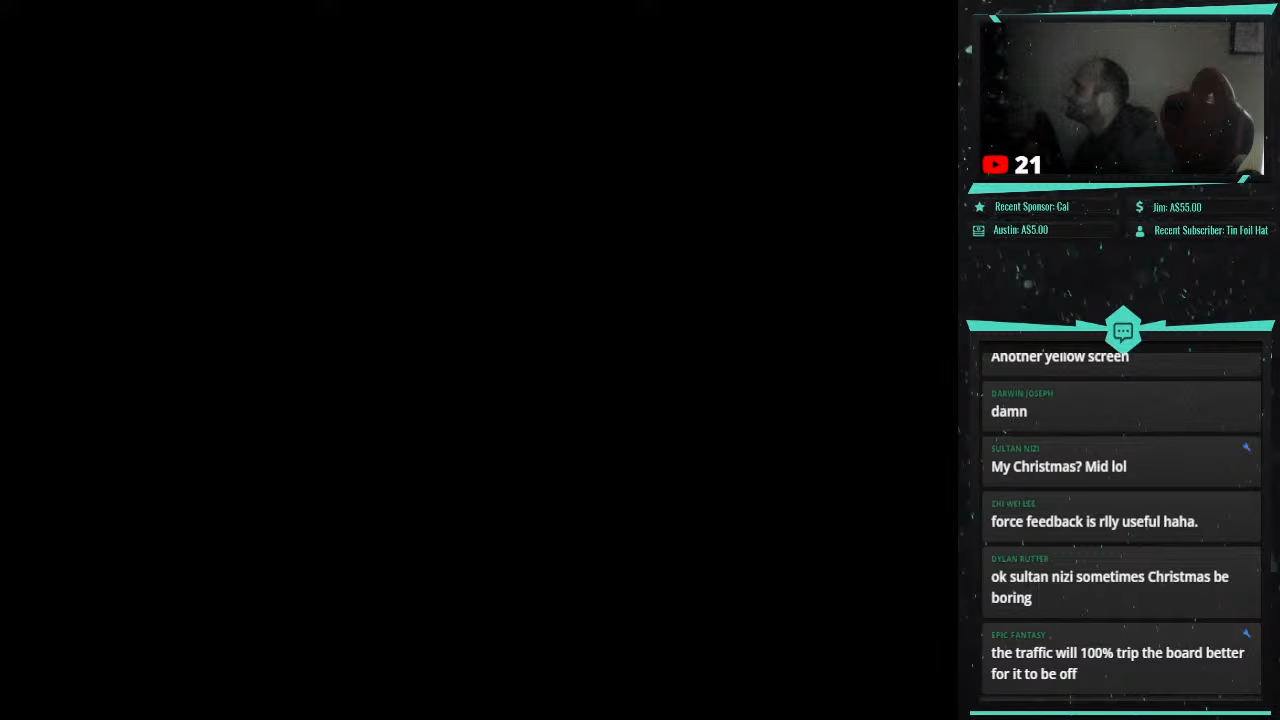 21
Recent Sponsor: Cal
Jim: A$55.00
Austin: A$5.00
Recent Subscriber: Tin Foil Hat
Another yellow screen
DARWIN JOSEPH
damn
SULTAN NIZI
My Christmas? Mid lol
CHI WEI LEE
force feedback is rlly useful haha.
DYLAN RUTTER
ok sultan nizi sometimes Christmas be
boring
EPIC FANTASY
the traffic will 100% trip the board better
for it to be off